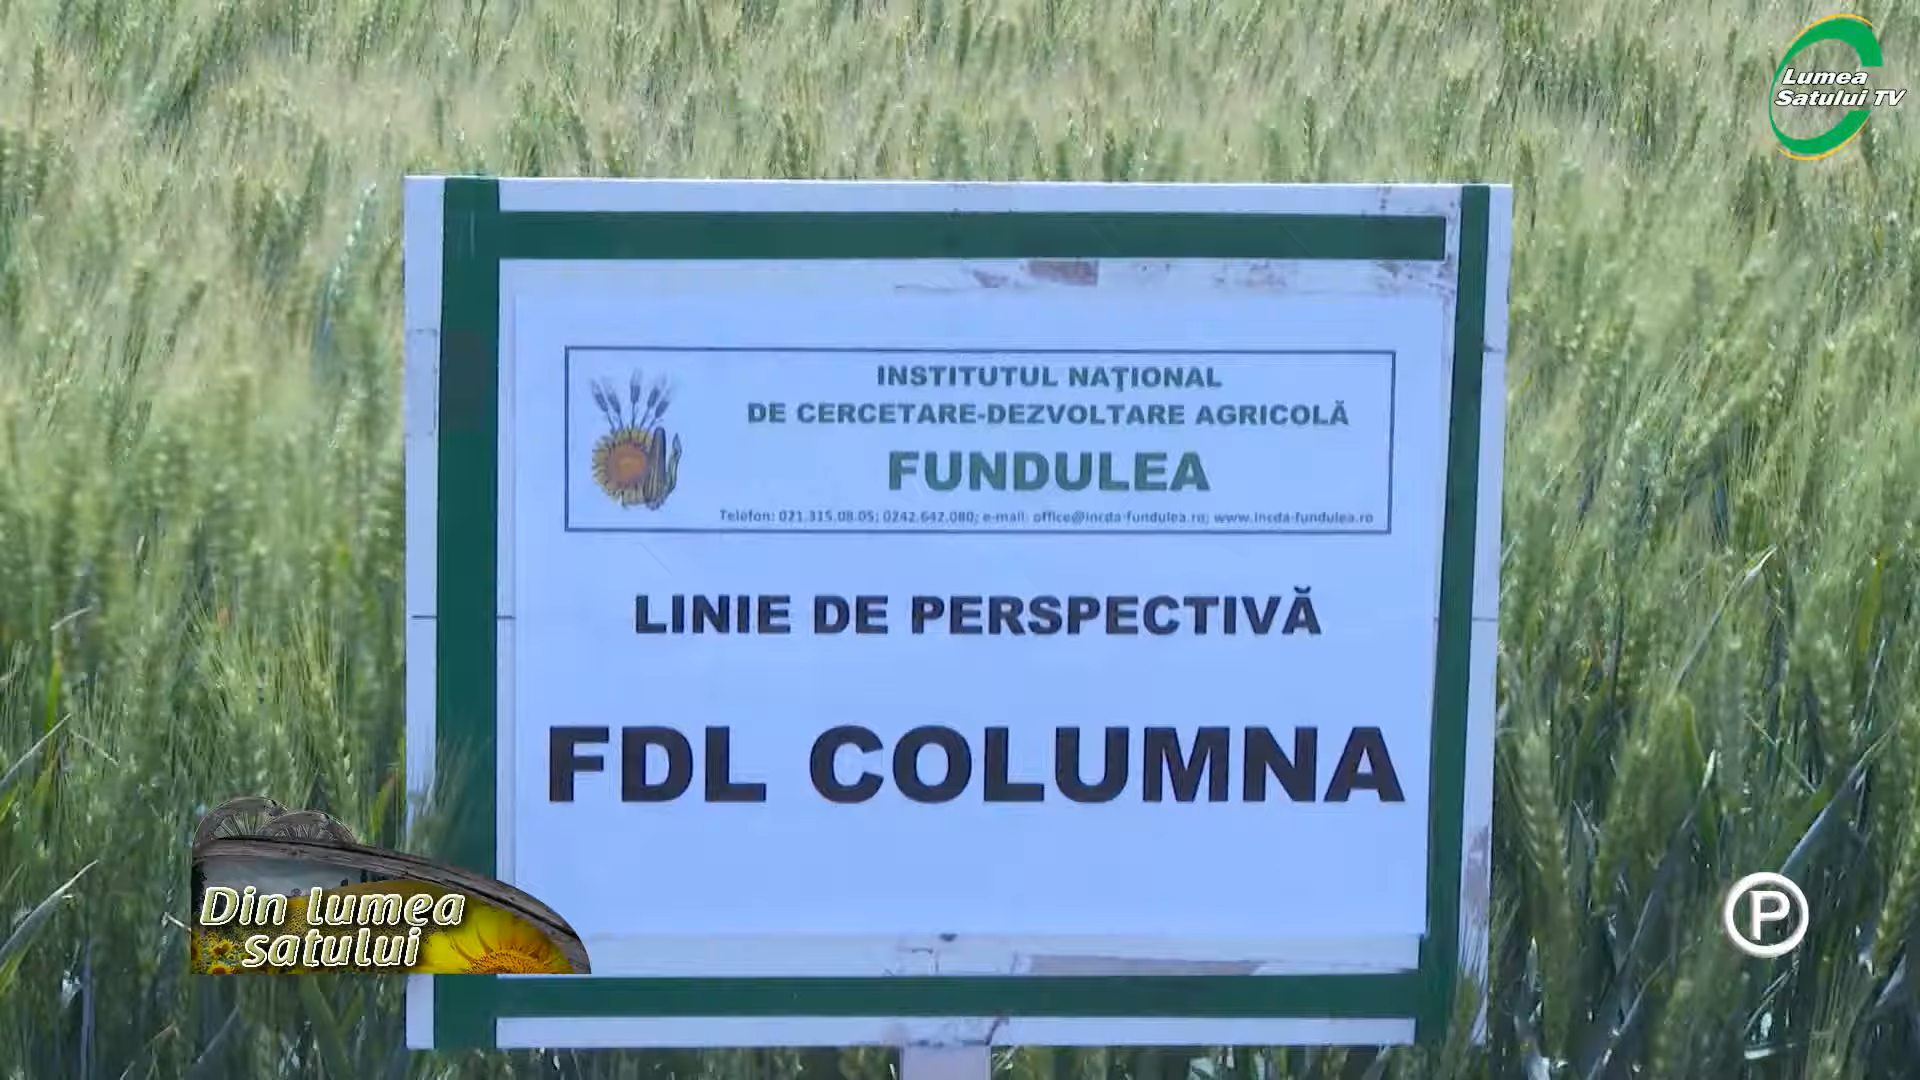 Lumea
Satului TV
INSTITUTUL NAŢIONAL
DE CERCETARE-DEZVOLTARE AGRICOLĂ
FUNDULEA
Telefon: 021.315.08.05; 0242.642.080; e-mail: office@incda-fundulea.ro; www.incda-fundulea.ro
LINIE DE PERSPECTIVĂ
FDL COLUMNA
Din lumea
satului
P